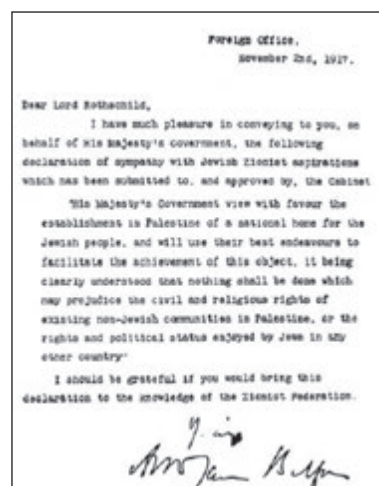 Foreign Office,
November 2nd, 1917.
Dear Lord Rothschild,
I have much pleasure in conveying to you, on
behalf of His Majesty's Government, the following
declaration of sympathy with Jewish Zionist aspirations
which has been submitted to, and approved by, the Cabinet
"His Majesty's Government view with favour the
establishment in Palestine of a national home for the
Jewish people, and will use their best endeavours to
facilitate the achievement of this object, it being
clearly understood that nothing shall be done which
may prejudice the civil and religious rights of
existing non-Jewish communities in Palestine, or the
rights and political status enjoyed by Jews in any
other country"
I should be grateful if you would bring this
declaration to the knowledge of the Zionist Federation.